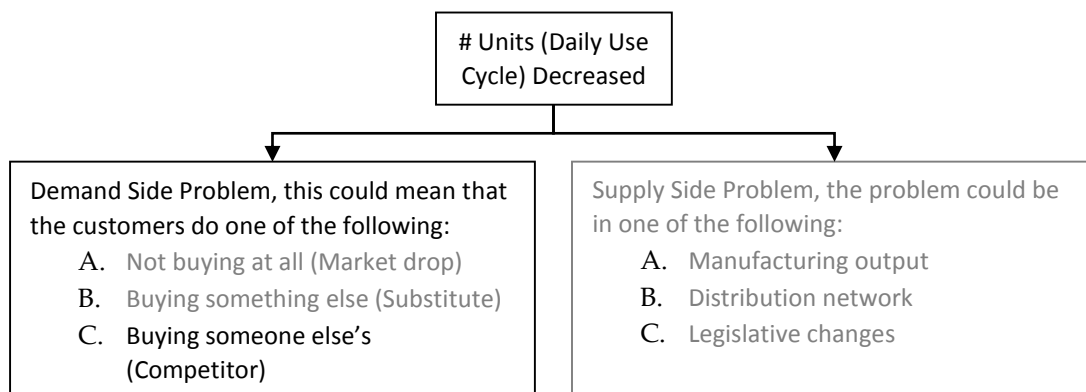 # Units (Daily Use
Cycle) Decreased
Demand Side Problem, this could mean that
the customers do one of the following:
A. Not buying at all (Market drop)
B. Buying something else (Substitute)
C. Buying someone else’s
(Competitor)
Supply Side Problem, the problem could be
in one of the following:
A. Manufacturing output
B. Distribution network
C. Legislative changes